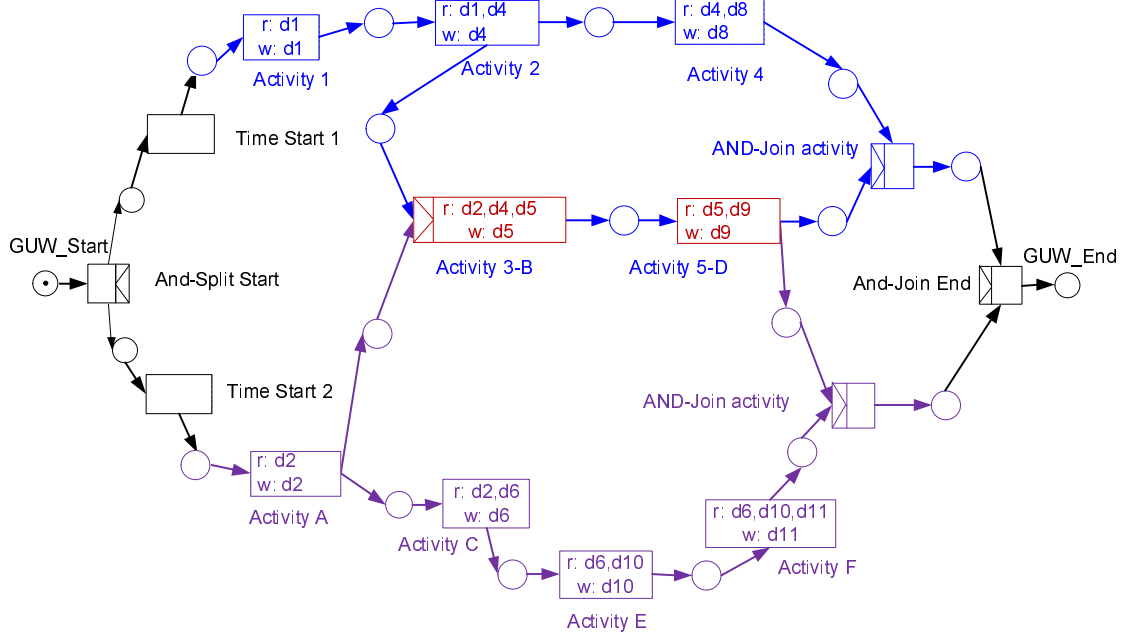 r: d1
w: d1
Activity 1
r: d1,d4
w: d4
Activity 2
r: d4,d8
w: d8
Activity 4
Time Start 1
AND-Join activity
GUW_Start
And-Split Start
r: d2,d4,d5
w: d5
Activity 3-B
r: d5,d9
w: d9
Activity 5-D
And-Join End
GUW_End
Time Start 2
AND-Join activity
r: d2
w: d2
Activity A
r: d2,d6
w: d6
Activity C
r: d6,d10
w: d10
Activity E
r: d6,d10,d11
w: d11
Activity F